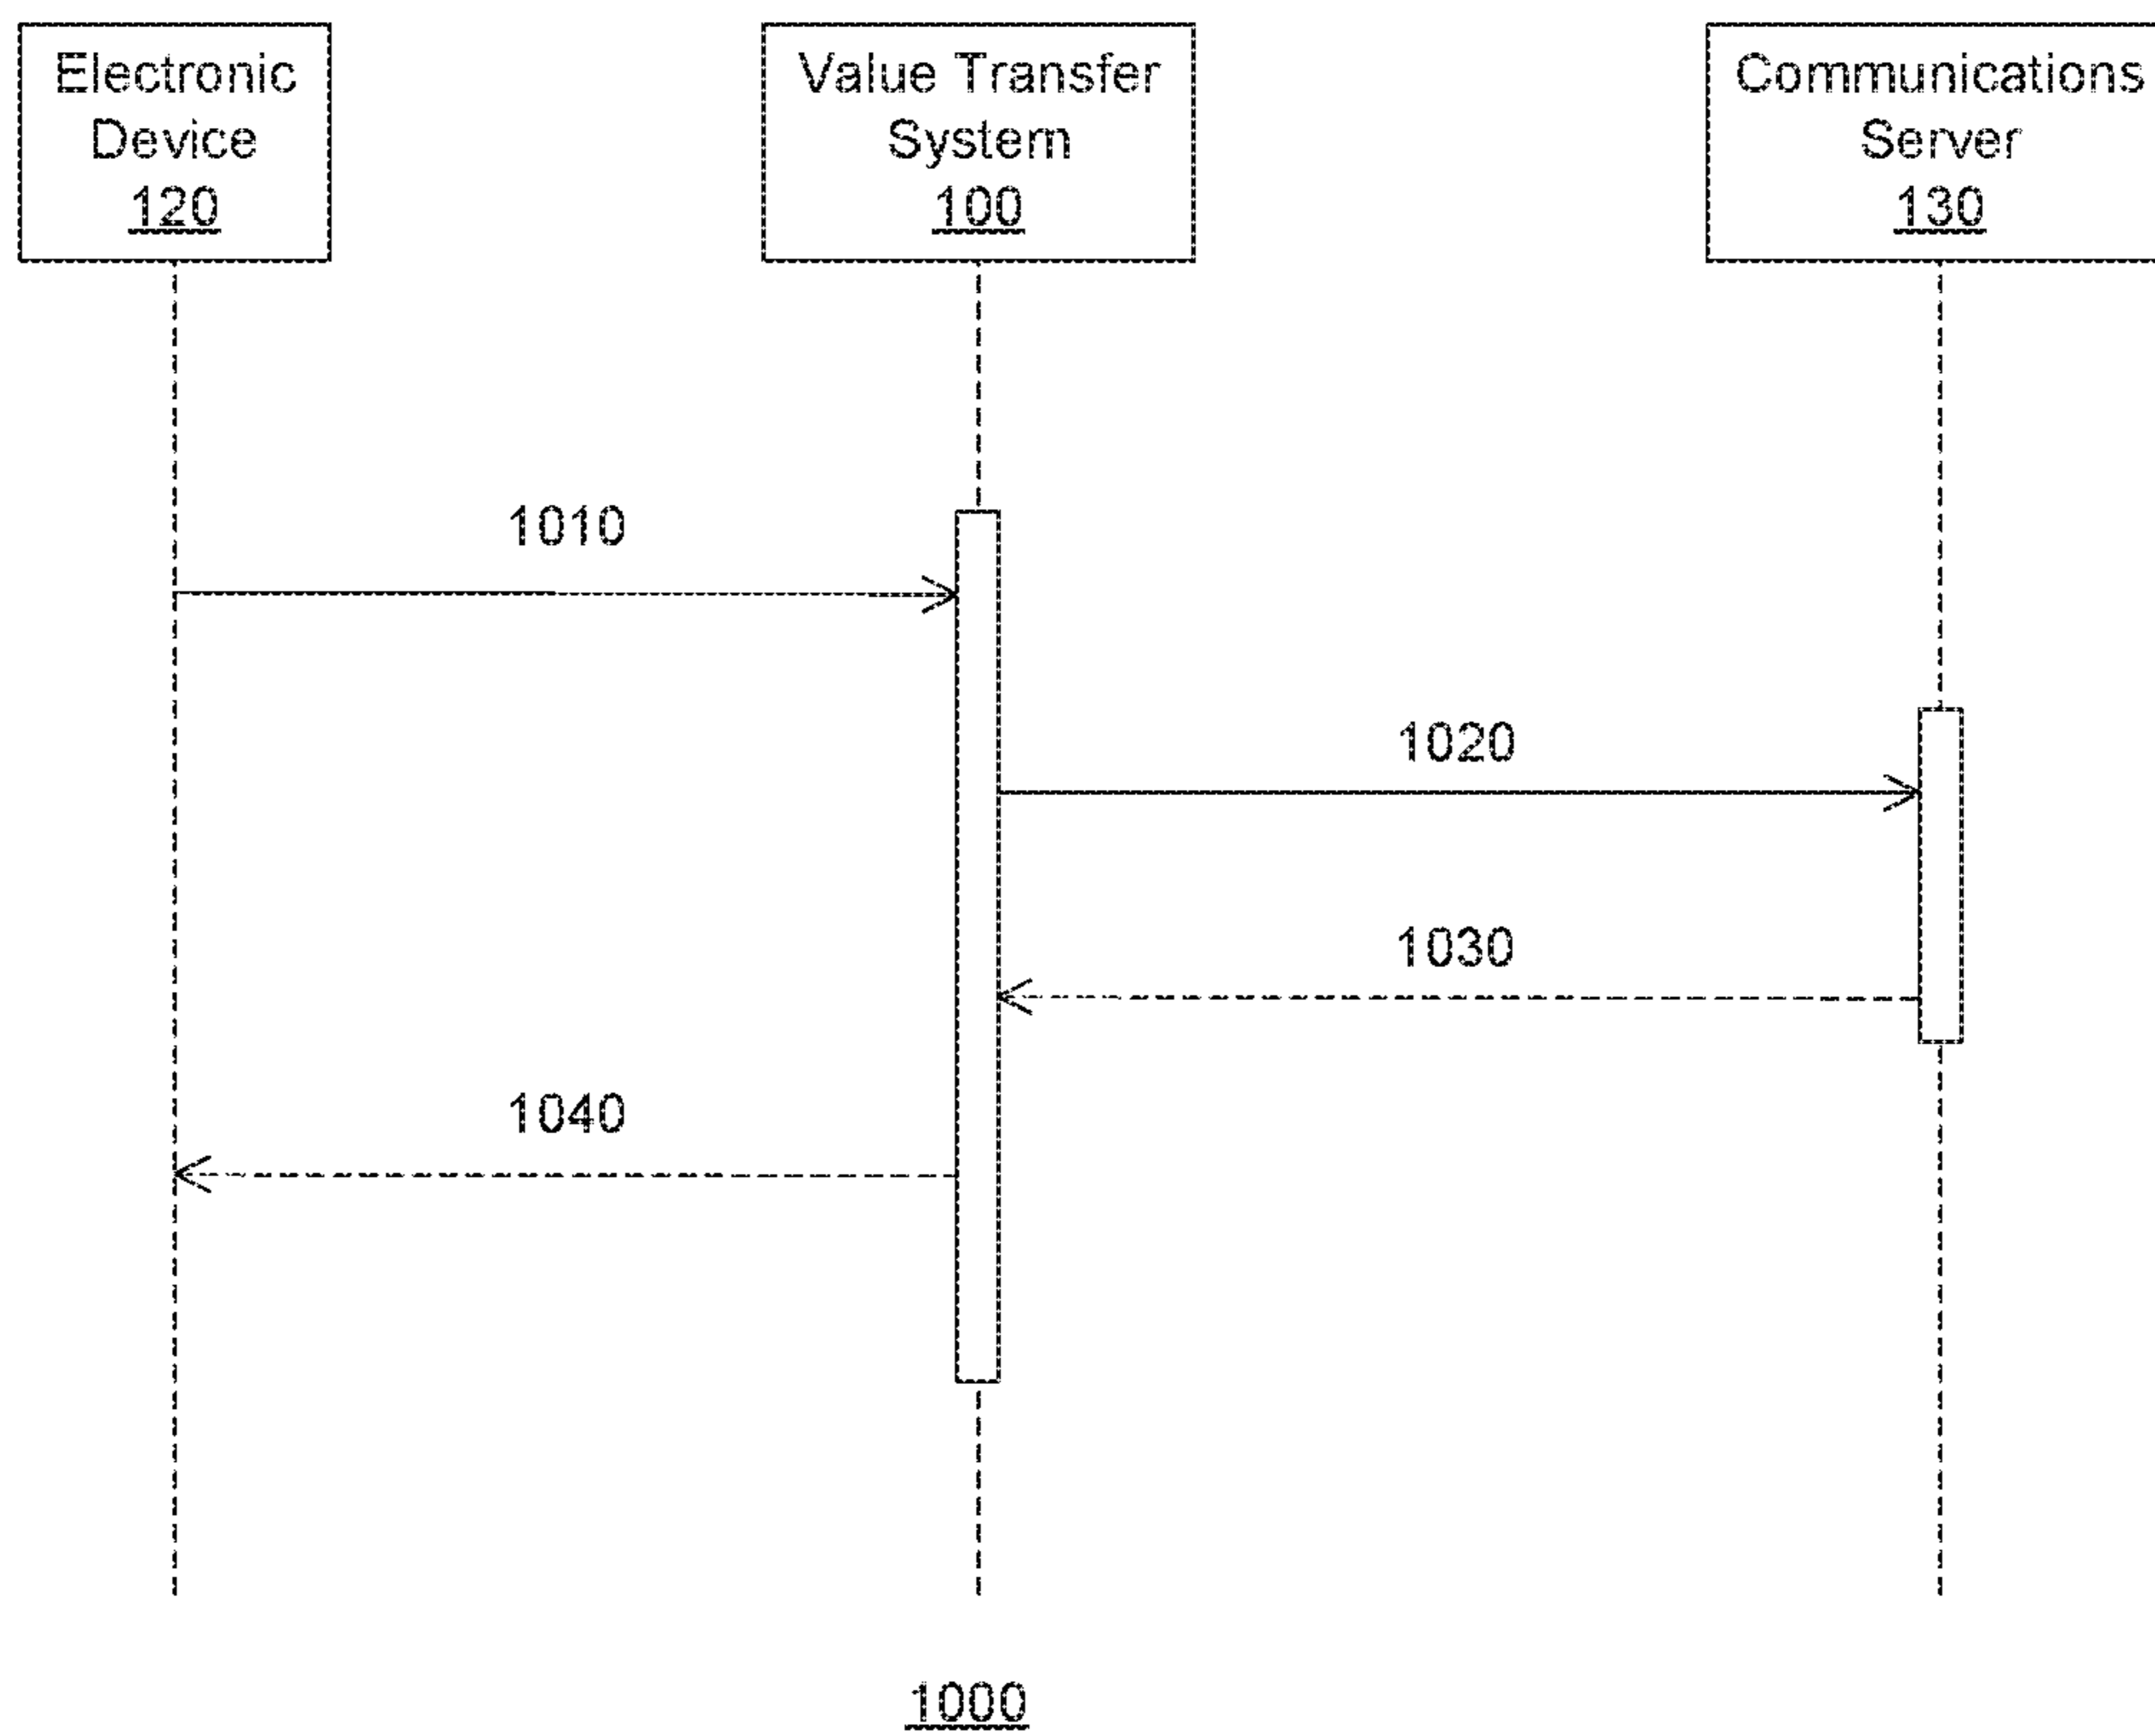 Electronic
Device
120
Value Transfer
System
100
Communications
Server
130
1010
1020
1030
1040
1000